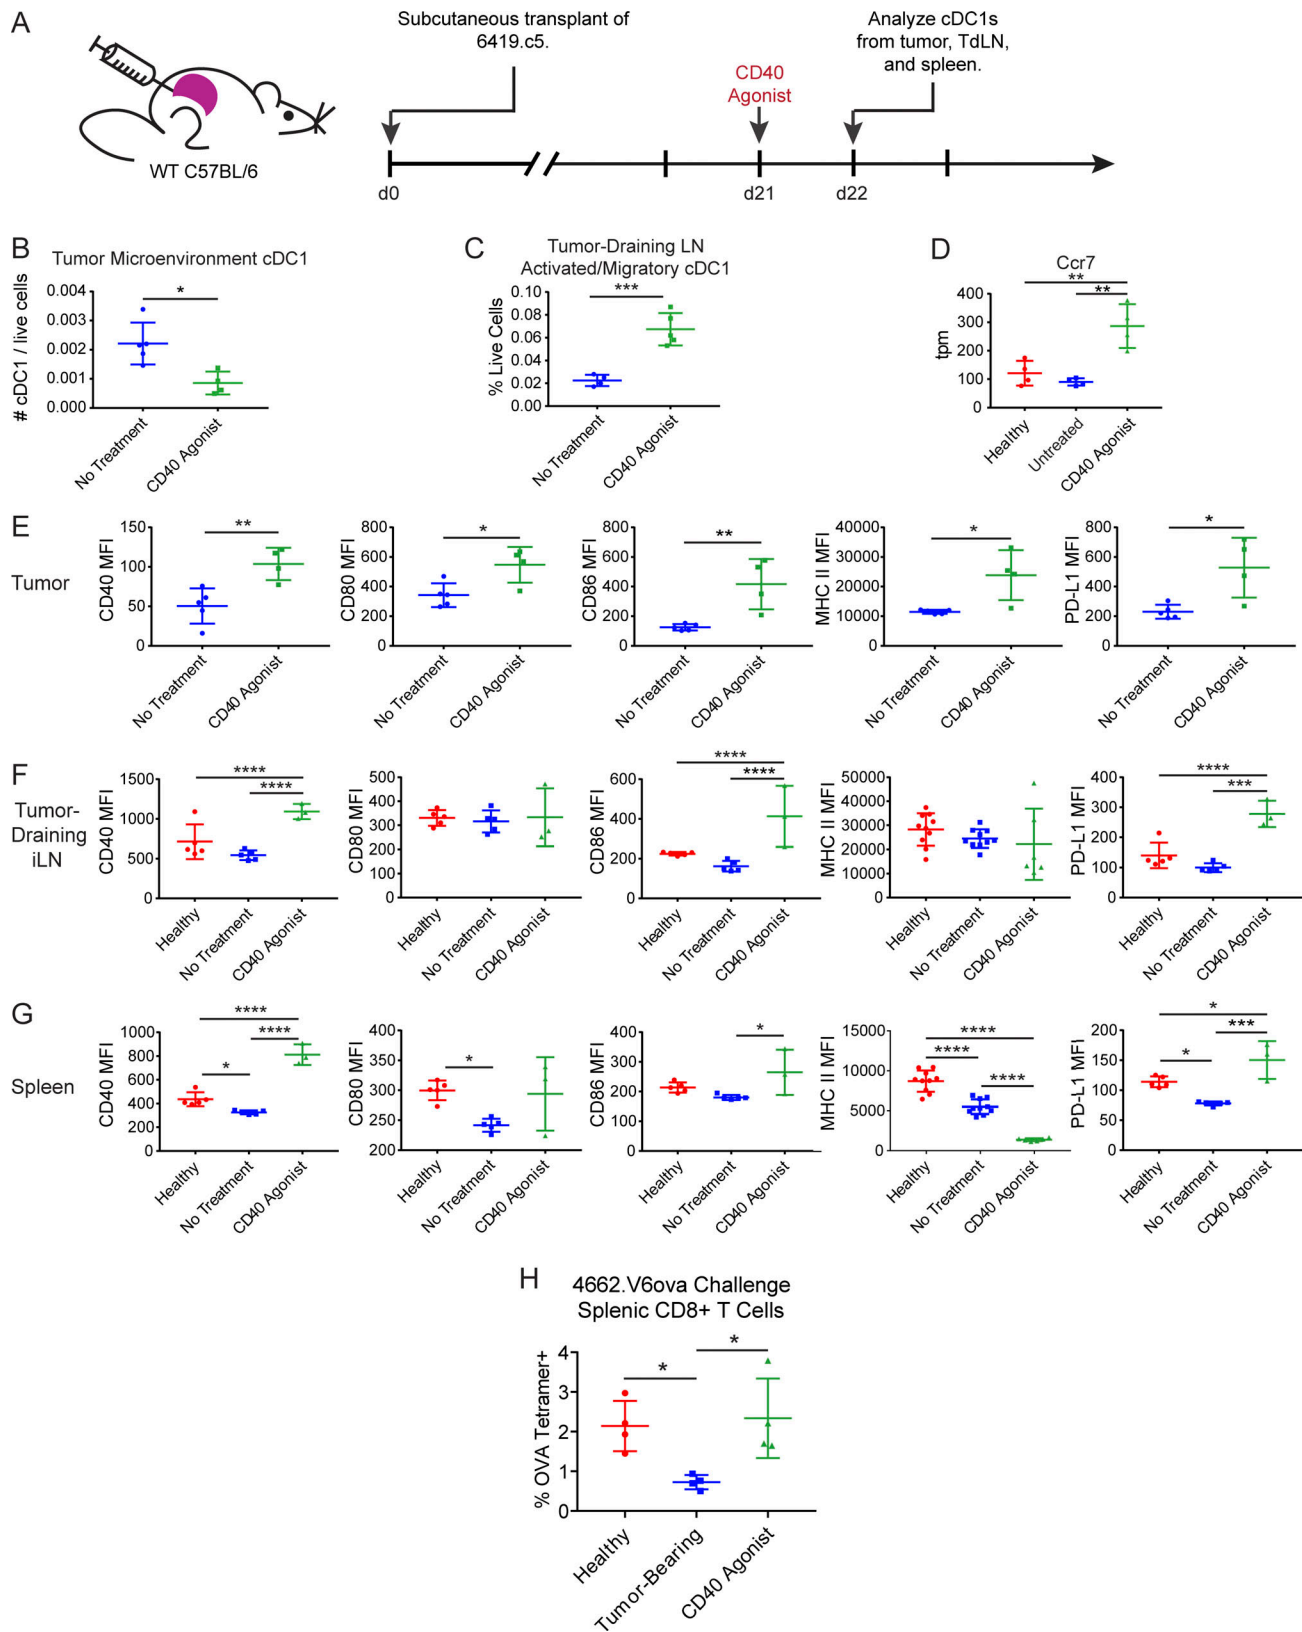 A
Subcutaneous transplant of
6419.c5.
Analyze cDC1s
from tumor, TdLN,
and spleen.
CD40
Agonist
WT C57BL/6
d0
d21
d22
B
Tumor Microenvironment cDC1
# cDC1 / live cells
0.004
0.003
0.002
0.001
0.000
*
No Treatment
CD40 Agonist
C
Tumor-Draining LN
Activated/Migratory cDC1
% Live Cells
0.10
0.08
0.06
0.04
0.02
0.00
***
No Treatment
CD40 Agonist
D
Ccr7
tpm
400
300
200
100
0
**
**
Healthy
Untreated
CD40 Agonist
E
Tumor
CD40 MFI
150
100
50
0
**
No Treatment
CD40 Agonist
CD80 MFI
800
600
400
200
0
*
No Treatment
CD40 Agonist
CD86 MFI
800
600
400
200
0
**
No Treatment
CD40 Agonist
MHC II MFI
40000
30000
20000
10000
0
*
No Treatment
CD40 Agonist
PD-L1 MFI
800
600
400
200
0
*
No Treatment
CD40 Agonist
F
Tumor-
Draining
iLN
CD40 MFI
1500
1000
500
0
****
****
Healthy
No Treatment
CD40 Agonist
CD80 MFI
500
400
300
200
100
0
Healthy
No Treatment
CD40 Agonist
CD86 MFI
600
400
200
0
****
****
Healthy
No Treatment
CD40 Agonist
MHC II MFI
50000
40000
30000
20000
10000
0
Healthy
No Treatment
CD40 Agonist
PD-L1 MFI
400
300
200
100
0
****
***
Healthy
No Treatment
CD40 Agonist
G
Spleen
CD40 MFI
1000
800
600
400
200
0
****
****
*
Healthy
No Treatment
CD40 Agonist
CD80 MFI
400
350
300
250
200
*
Healthy
No Treatment
CD40 Agonist
CD86 MFI
400
300
200
100
0
*
Healthy
No Treatment
CD40 Agonist
MHC II MFI
15000
10000
5000
0
****
****
****
Healthy
No Treatment
CD40 Agonist
PD-L1 MFI
200
150
100
50
0
*
***
*
Healthy
No Treatment
CD40 Agonist
H
4662.V6ova Challenge
Splenic CD8+ T Cells
% OVA Tetramer+
4
3
2
1
0
*
*
Healthy
Tumor-Bearing
CD40 Agonist